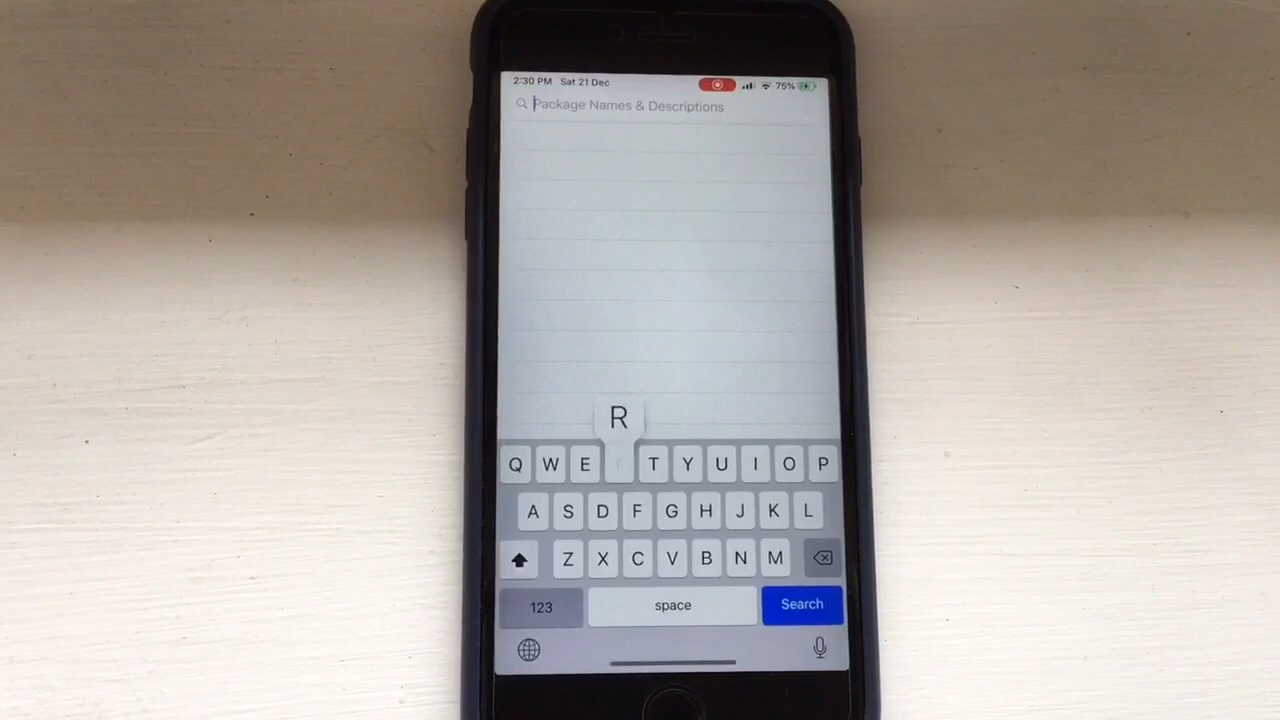 2:30 PM Sat 21 Dec 75%
Package Names & Descriptions
R
Q W E r T Y U I O P
A S D F G H J K L
Z X C V B N M
123 space Search